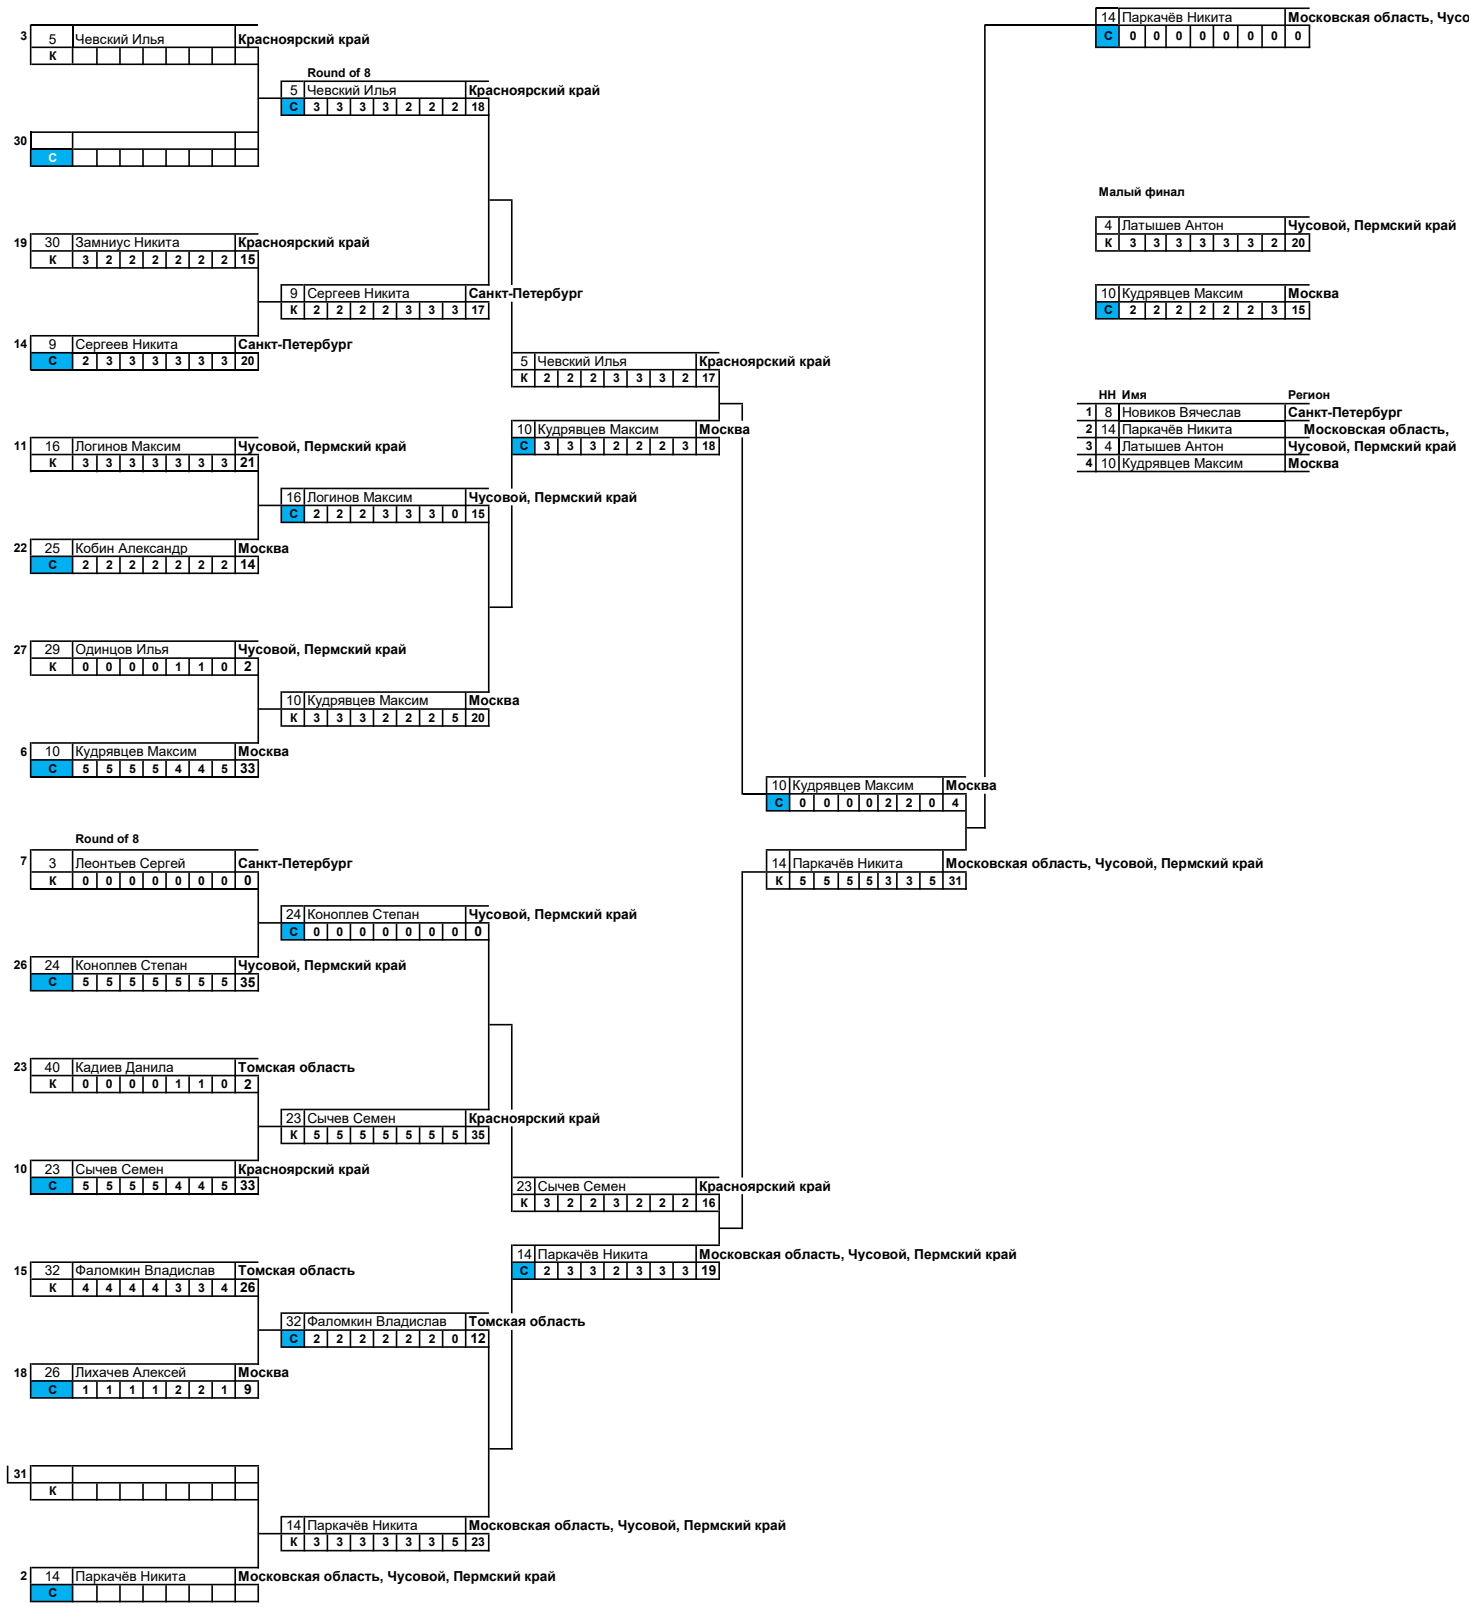 14 Паркачёв Никита Московская область, Чусо
С 0 0 0 0 0 0 0 0
3 5 Чевский Илья Красноярский край
К
Round of 8
5 Чевский Илья Красноярский край
С 3 3 3 3 2 2 2 18
30
С
Малый финал
4 Латышев Антон Чусовой, Пермский край
К 3 3 3 3 3 3 2 20
19 30 Замниус Никита Красноярский край
К 3 2 2 2 2 2 2 15
9 Сергеев Никита Санкт-Петербург
К 2 2 2 2 3 3 3 17
10 Кудрявцев Максим Москва
С 2 2 2 2 2 2 3 15
14 9 Сергеев Никита Санкт-Петербург
С 2 3 3 3 3 3 3 20
5 Чевский Илья Красноярский край
К 2 2 2 3 3 3 2 17
НН Имя Регион
1 8 Новиков Вячеслав Санкт-Петербург
2 14 Паркачёв Никита Московская область,
3 4 Латышев Антон Чусовой, Пермский край
4 10 Кудрявцев Максим Москва
10 Кудрявцев Максим Москва
С 3 3 3 2 2 2 3 18
11 16 Логинов Максим Чусовой, Пермский край
К 3 3 3 3 3 3 3 21
16 Логинов Максим Чусовой, Пермский край
С 2 2 2 3 3 3 0 15
22 25 Кобин Александр Москва
С 2 2 2 2 2 2 2 14
27 29 Одинцов Илья Чусовой, Пермский край
К 0 0 0 0 1 1 0 2
10 Кудрявцев Максим Москва
К 3 3 3 2 2 2 5 20
6 10 Кудрявцев Максим Москва
С 5 5 5 5 4 4 5 33
10 Кудрявцев Максим Москва
С 0 0 0 0 2 2 0 4
Round of 8
7 3 Леонтьев Сергей Санкт-Петербург
К 0 0 0 0 0 0 0 0
14 Паркачёв Никита Московская область, Чусовой, Пермский край
К 5 5 5 5 3 3 5 31
24 Коноплев Степан Чусовой, Пермский край
С 0 0 0 0 0 0 0 0
26 24 Коноплев Степан Чусовой, Пермский край
С 5 5 5 5 5 5 5 35
23 40 Кадиев Данила Томская область
К 0 0 0 0 1 1 0 2
23 Сычев Семен Красноярский край
К 5 5 5 5 5 5 5 35
10 23 Сычев Семен Красноярский край
С 5 5 5 5 4 4 5 33
23 Сычев Семен Красноярский край
К 3 2 2 3 2 2 2 16
14 Паркачёв Никита Московская область, Чусовой, Пермский край
С 2 3 3 2 3 3 3 19
15 32 Фаломкин Владислав Томская область
К 4 4 4 4 3 3 4 26
32 Фаломкин Владислав Томская область
С 2 2 2 2 2 2 0 12
18 26 Лихачев Алексей Москва
С 1 1 1 1 2 2 1 9
31
К
14 Паркачёв Никита Московская область, Чусовой, Пермский край
К 3 3 3 3 3 3 5 23
2 14 Паркачёв Никита Московская область, Чусовой, Пермский край
С